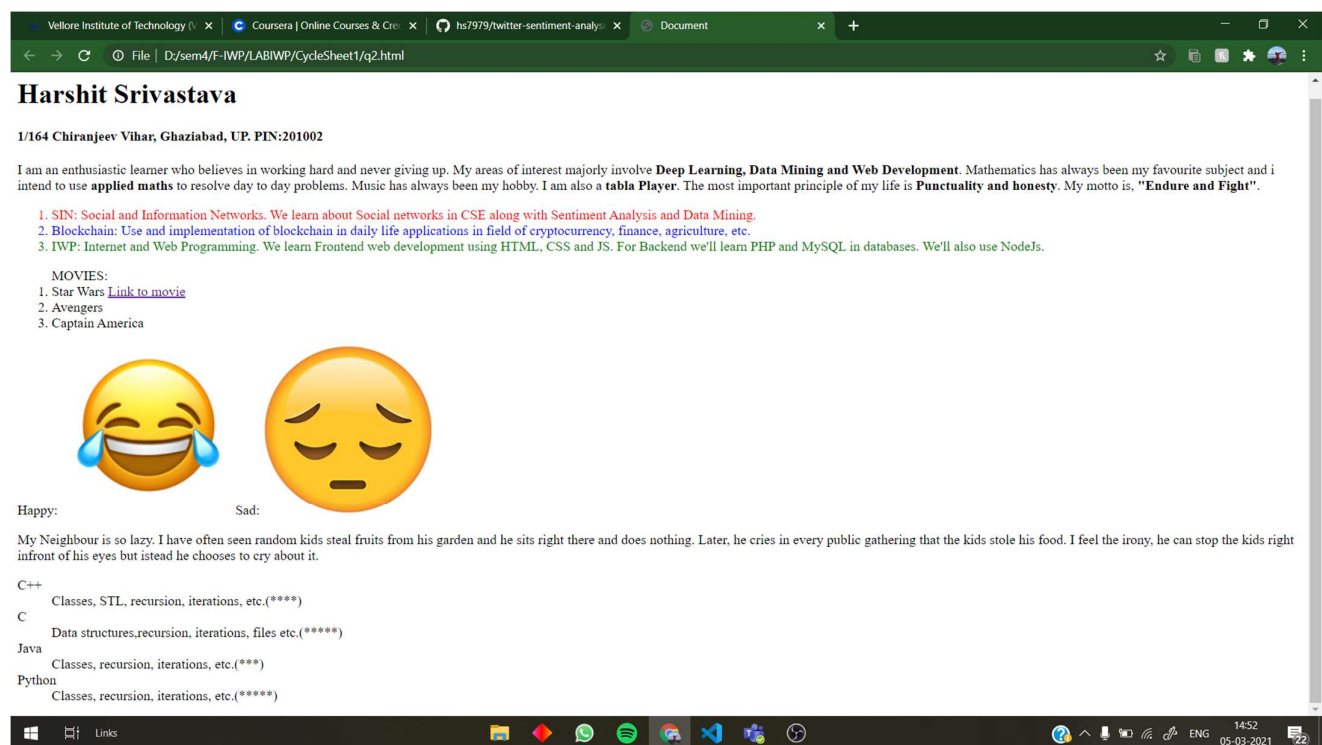 Vellore Institute of Technology (V
Coursera | Online Courses & Cred
hs7979/twitter-sentiment-analys
Document
File | D:/sem4/F-IWP/LABIWP/CycleSheet1/q2.html
Harshit Srivastava
1/164 Chiranjeev Vihar, Ghaziabad, UP. PIN:201002
I am an enthusiastic learner who believes in working hard and never giving up. My areas of interest majorly involve Deep Learning, Data Mining and Web Development. Mathematics has always been my favourite subject and i
intend to use applied maths to resolve day to day problems. Music has always been my hobby. I am also a tabla Player. The most important principle of my life is Punctuality and honesty. My motto is, "Endure and Fight".
1. SIN: Social and Information Networks. We learn about Social networks in CSE along with Sentiment Analysis and Data Mining.
2. Blockchain: Use and implementation of blockchain in daily life applications in field of cryptocurrency, finance, agriculture, etc.
3. IWP: Internet and Web Programming. We learn Frontend web development using HTML, CSS and JS. For Backend we'll learn PHP and MySQL in databases. We'll also use NodeJs.
MOVIES:
1. Star Wars Link to movie
2. Avengers
3. Captain America
Happy:
Sad:
My Neighbour is so lazy. I have often seen random kids steal fruits from his garden and he sits right there and does nothing. Later, he cries in every public gathering that the kids stole his food. I feel the irony, he can stop the kids right
infront of his eyes but istead he chooses to cry about it.
C++
Classes, STL, recursion, iterations, etc.(****)
C
Data structures,recursion, iterations, files etc.(*****)
Java
Classes, recursion, iterations, etc.(***)
Python
Classes, recursion, iterations, etc.(*****)
Links
ENG
14:52
05-03-2021
22